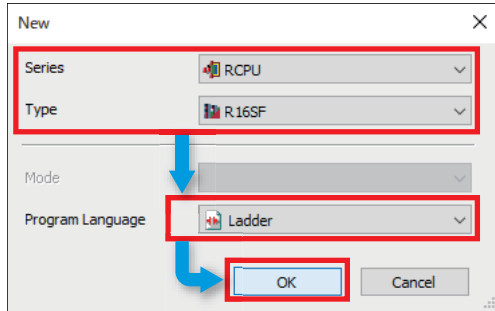 New
Series RCPU
Type R16SF
Mode
Program Language Ladder
OK Cancel